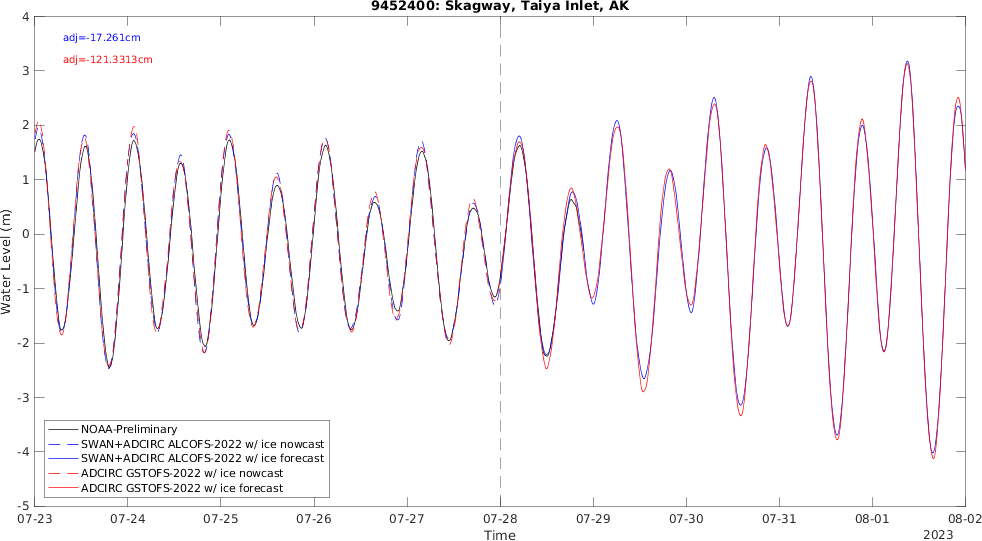 9452400: Skagway, Taiya Inlet, AK
adj=-17.261cm
adj=-121.3313cm
4
3
2
1
0
-1
-2
-3
-4
-5
Water Level (m)
NOAA-Preliminary
SWAN+ADCIRC ALCOFS-2022 w/ ice nowcast
SWAN+ADCIRC ALCOFS-2022 w/ ice forecast
ADCIRC GSTOFS-2022 w/ ice nowcast
ADCIRC GSTOFS-2022 w/ ice forecast
07-23 07-24 07-25 07-26 07-27 07-28 07-29 07-30 07-31 08-01 08-02
Time
2023